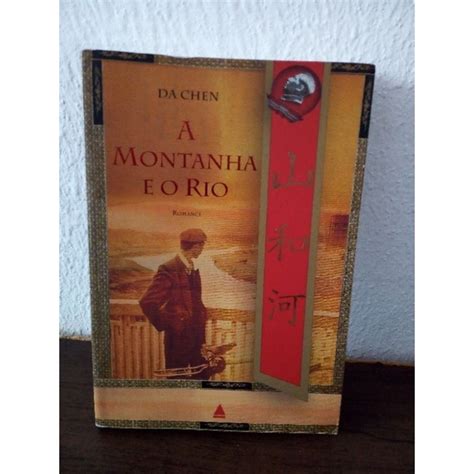 DA CHEN
A
MONTANHA
E O RIO
ROMANCE
山和河